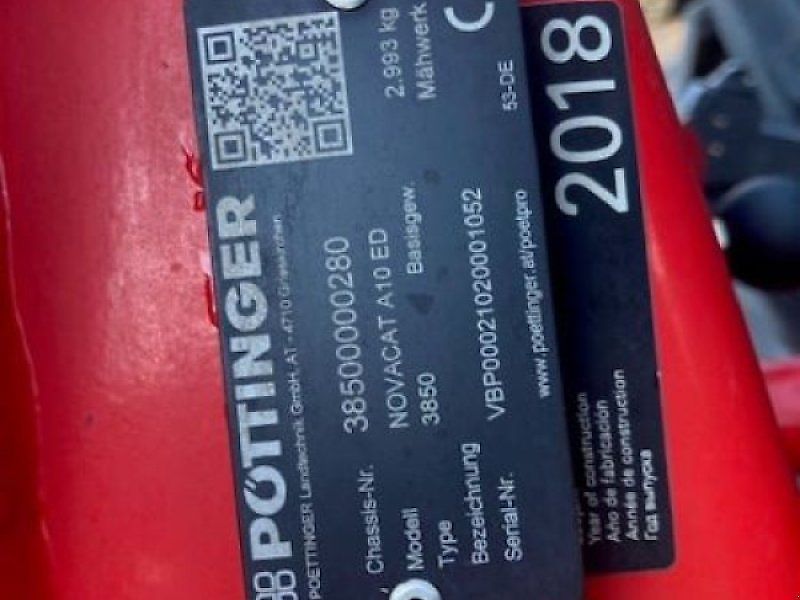 PÖTTINGER
POETTINGER Landtechnik GmbH, AT - 4710 Grieskirchen
Chassis-Nr. 38500000280
Modell NOVACAT A10 ED
Type 3850 Basisgew. 2.993 kg
Bezeichnung Mähwerk
Serial-Nr. VBP00021020001052
www.poettinger.at/poetpro 53-DE
2018
Year of construction
Año de fabricación
Année de construction
Год выпуска